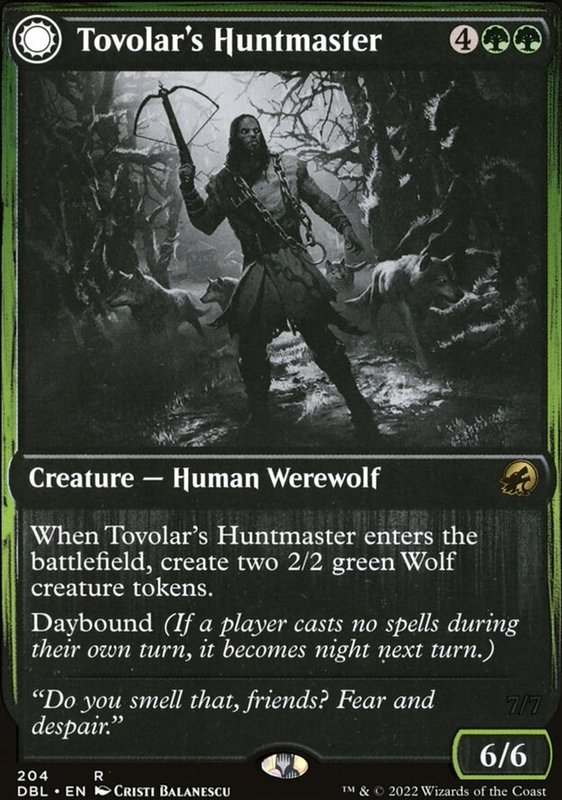 Tovolar's Huntmaster 4
Creature — Human Werewolf
When Tovolar's Huntmaster enters the
battlefield, create two 2/2 green Wolf
creature tokens.
Daybound (If a player casts no spells during
their own turn, it becomes night next turn.)
“Do you smell that, friends? Fear and
despair.”
7/7
6/6
204 R
DBL • EN Cristi Balanescu
™ & © 2022 Wizards of the Coast